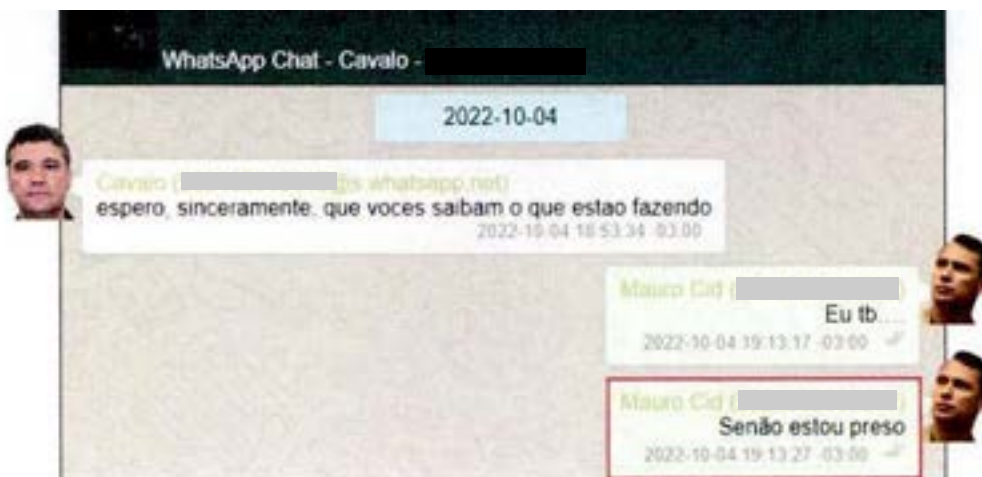 WhatsApp Chat - Cavalo -
2022-10-04
Cavalo ( @s.whatsapp.net)
espero, sinceramente, que voces saibam o que estao fazendo
2022-10-04 18:53:34 -03:00
Mauro Cid ( )
Eu tb.....
2022-10-04 19:13:17 -03:00
Mauro Cid ( )
Senão estou preso
2022-10-04 19:13:27 -03:00